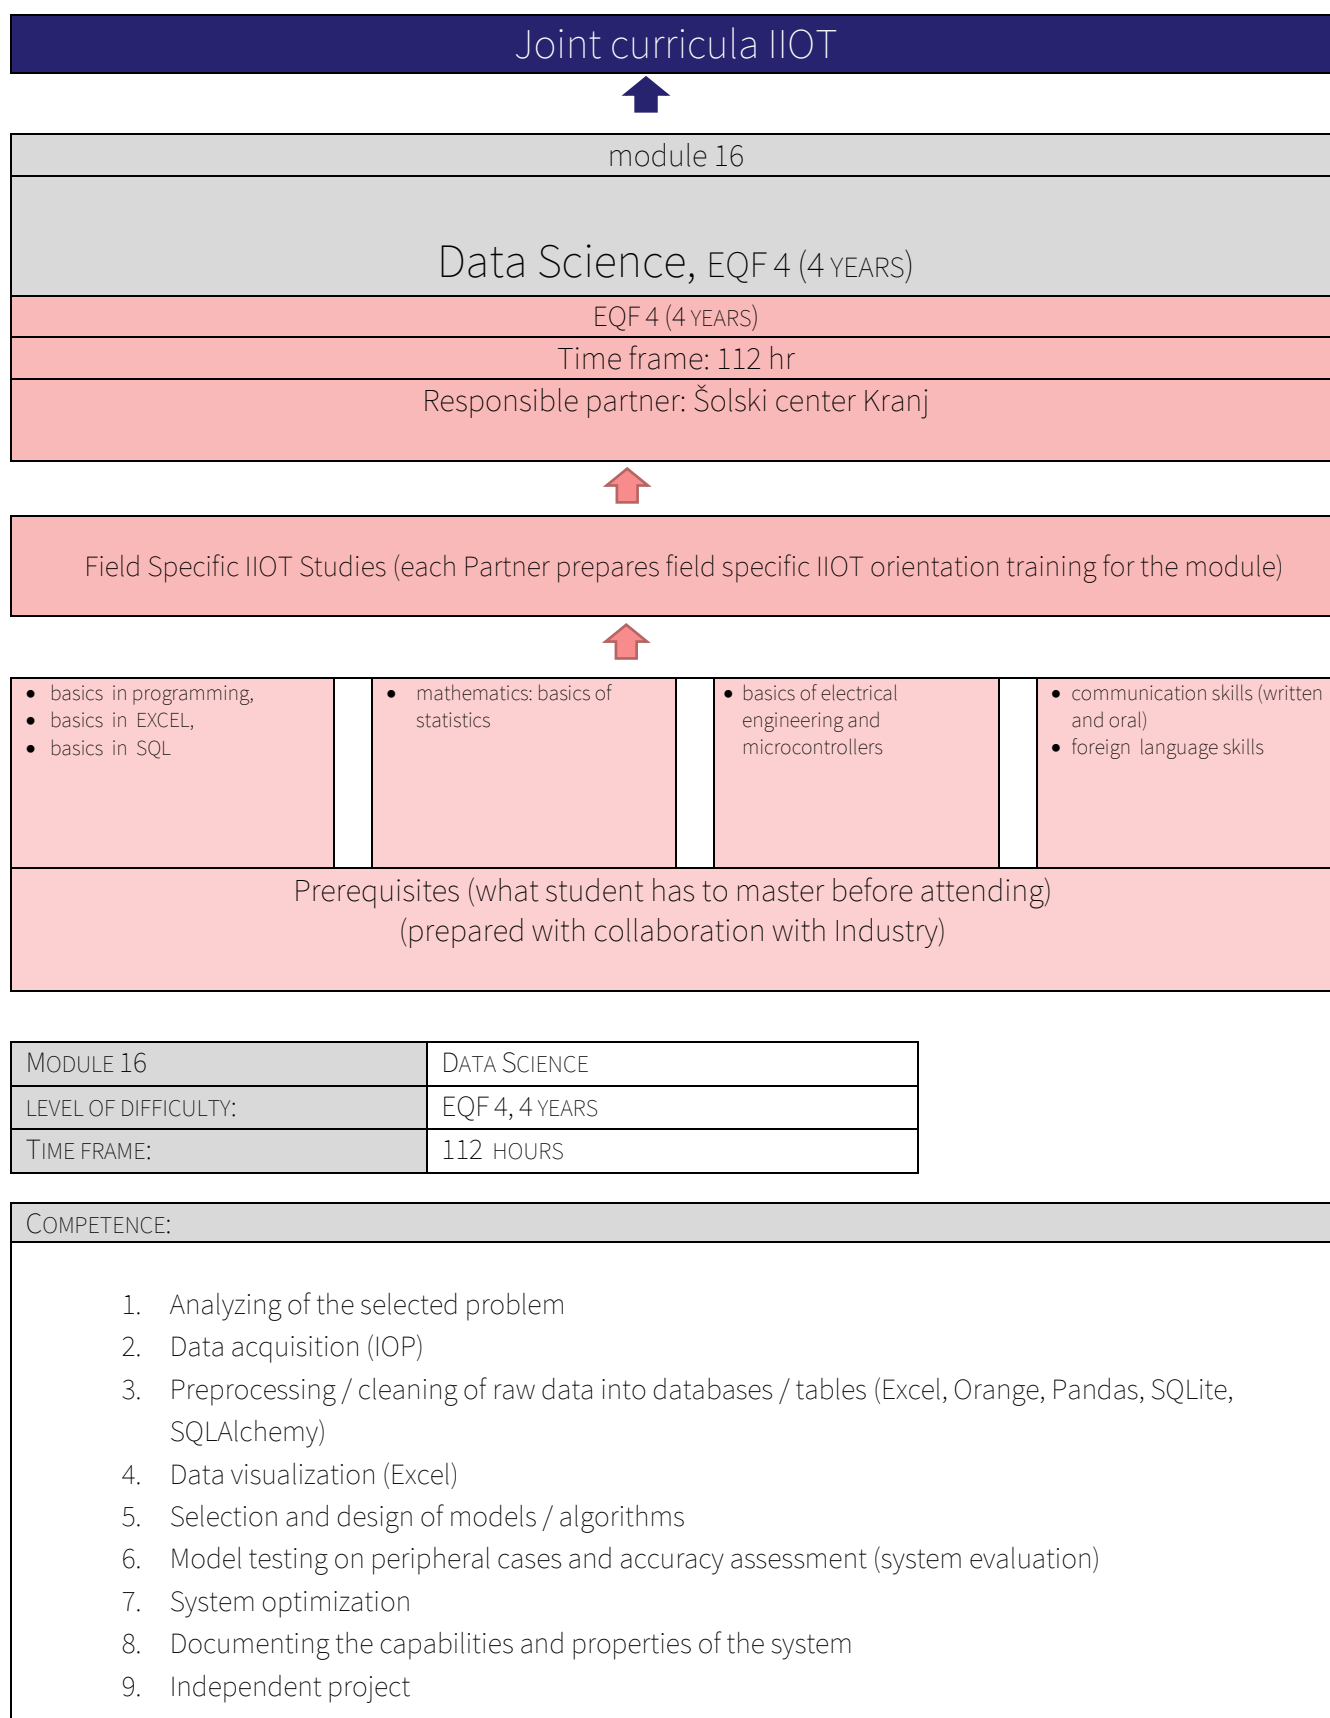 Joint curricula IIOT
module 16
Data Science, EQF 4 (4 YEARS)
EQF 4 (4 YEARS)
Time frame: 112 hr
Responsible partner: Šolski center Kranj
Field Specific IIOT Studies (each Partner prepares field specific IIOT orientation training for the module)
• basics in programming,
• basics in EXCEL,
• basics in SQL
• mathematics: basics of
statistics
• basics of electrical
engineering and
microcontrollers
• communication skills (written
and oral)
• foreign language skills
Prerequisites (what student has to master before attending)
(prepared with collaboration with Industry)
MODULE 16
DATA SCIENCE
LEVEL OF DIFFICULTY:
EQF 4, 4 YEARS
TIME FRAME:
112 HOURS
COMPETENCE:
1. Analyzing of the selected problem
2. Data acquisition (IOP)
3. Preprocessing / cleaning of raw data into databases / tables (Excel, Orange, Pandas, SQLite,
SQLAlchemy)
4. Data visualization (Excel)
5. Selection and design of models / algorithms
6. Model testing on peripheral cases and accuracy assessment (system evaluation)
7. System optimization
8. Documenting the capabilities and properties of the system
9. Independent project